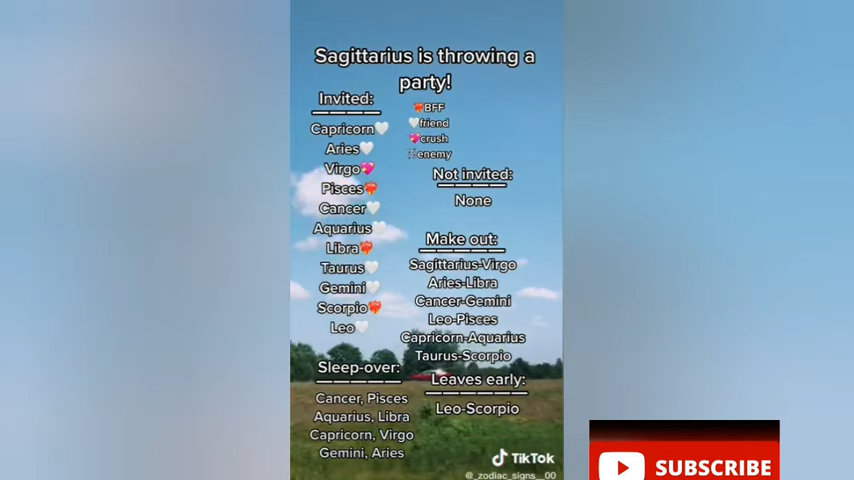 Sagittarius is throwing a
party!
Invited:
Capricorn🤍
Aries🤍
Virgo💖
Pisces❤️‍🔥
Cancer🤍
Aquarius🤍
Libra❤️‍🔥
Taurus🤍
Gemini🤍
Scorpio❤️‍🔥
Leo🤍
❤️‍🔥BFF
🤍friend
💖crush
enemy
Not invited:
None
Make out:
Sagittarius-Virgo
Aries-Libra
Cancer-Gemini
Leo-Pisces
Capricorn-Aquarius
Taurus-Scorpio
Sleep-over:
Cancer, Pisces
Aquarius, Libra
Capricorn, Virgo
Gemini, Aries
Leaves early:
Leo-Scorpio
TikTok
@_zodiac_signs__00
SUBSCRIBE